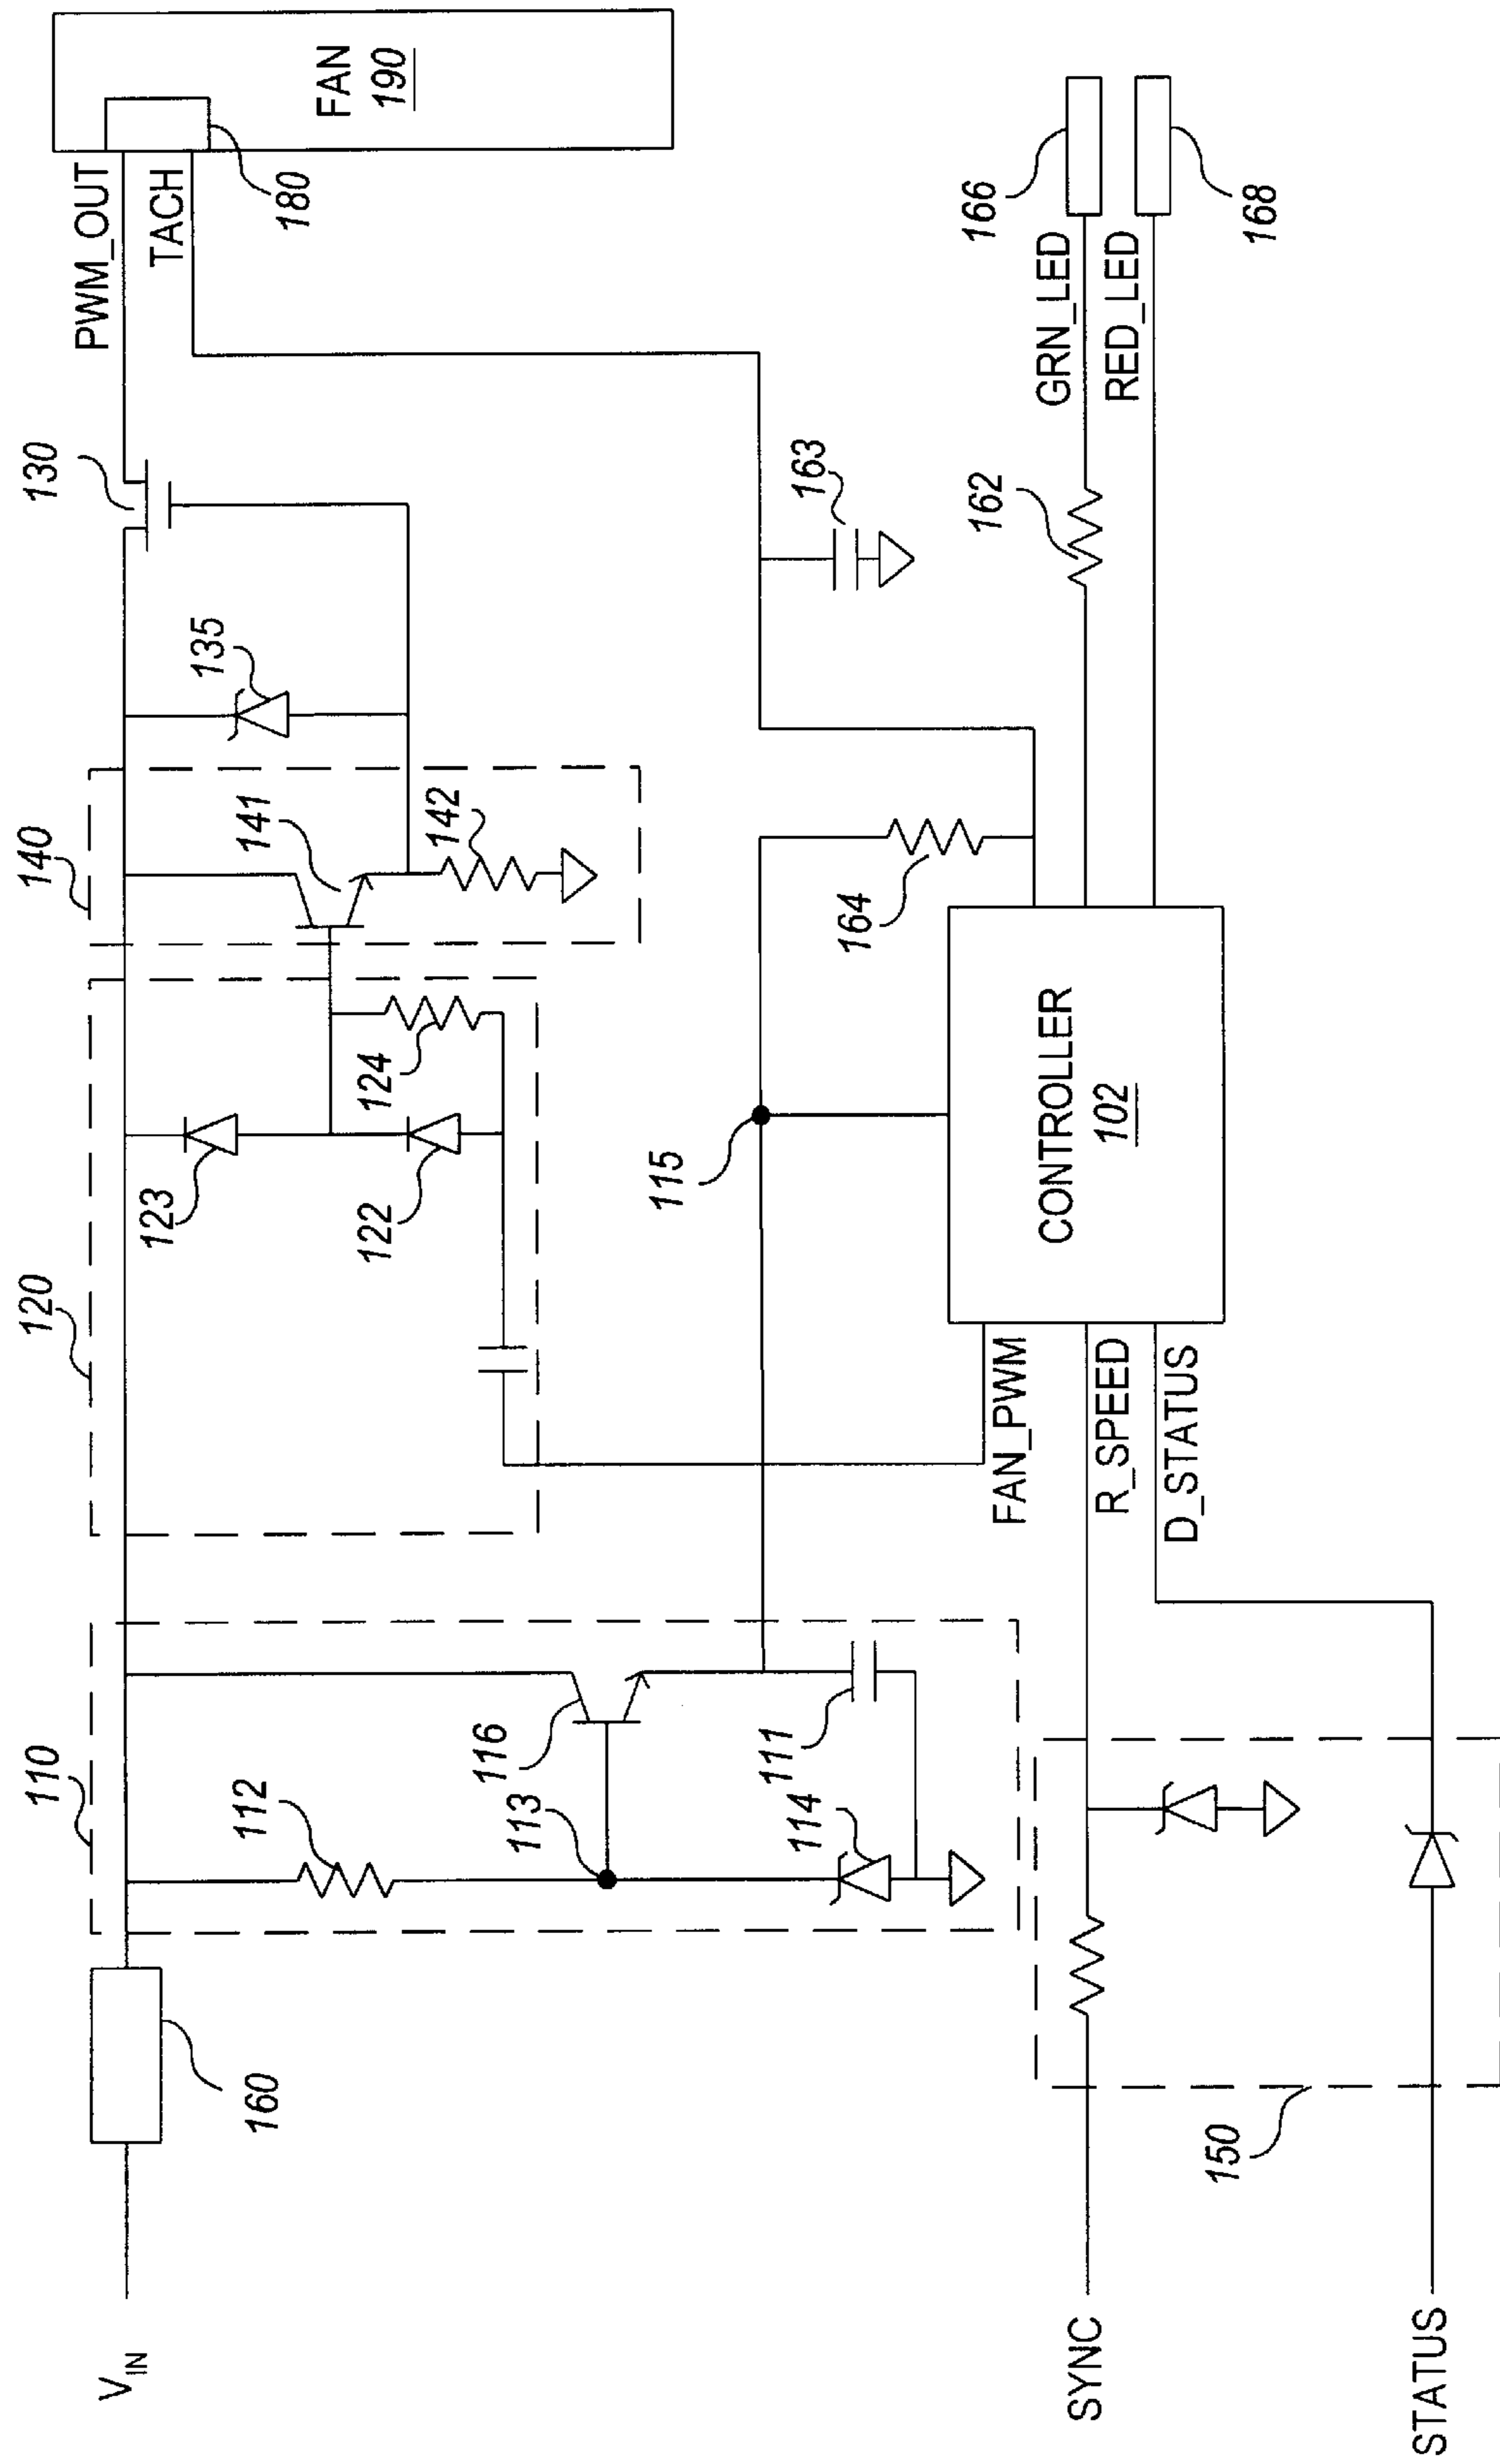 V_IN
160
110
112
113
114
116
111
120
123
122
124
140
141
142
135
130
PWM_OUT
TACH
180
FAN
190
115
163
164
162
GRN_LED
RED_LED
166
168
CONTROLLER
102
FAN_PWM
R_SPEED
D_STATUS
150
SYNC
STATUS